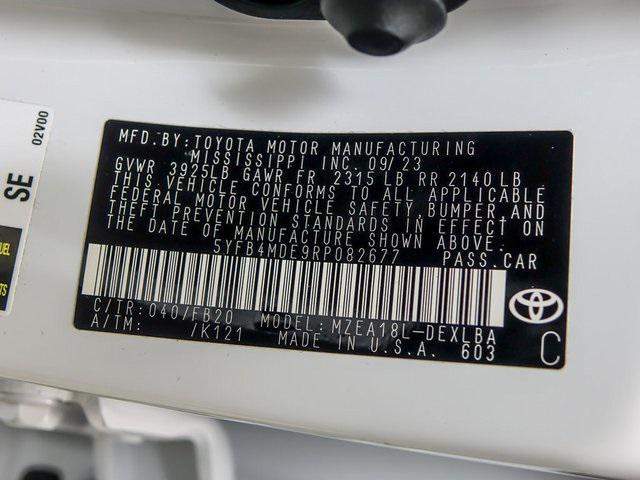 MFD. BY: TOYOTA MOTOR MANUFACTURING
MISSISSIPPI INC. 09/23
GVWR 3925LB GAWR FR 2315 LB RR 2140 LB
THIS VEHICLE CONFORMS TO ALL APPLICABLE
FEDERAL MOTOR VEHICLE SAFETY, BUMPER AND
THEFT PREVENTION STANDARDS IN EFFECT ON
THE DATE OF MANUFACTURE SHOWN ABOVE.
5YFB4MDE9RP082677 PASS.CAR
C/TR: 040/FB20 MODEL: MZEA18L-DEXLBA
A/TM: /K121 MADE IN U.S.A. 603
C
02V00
SE